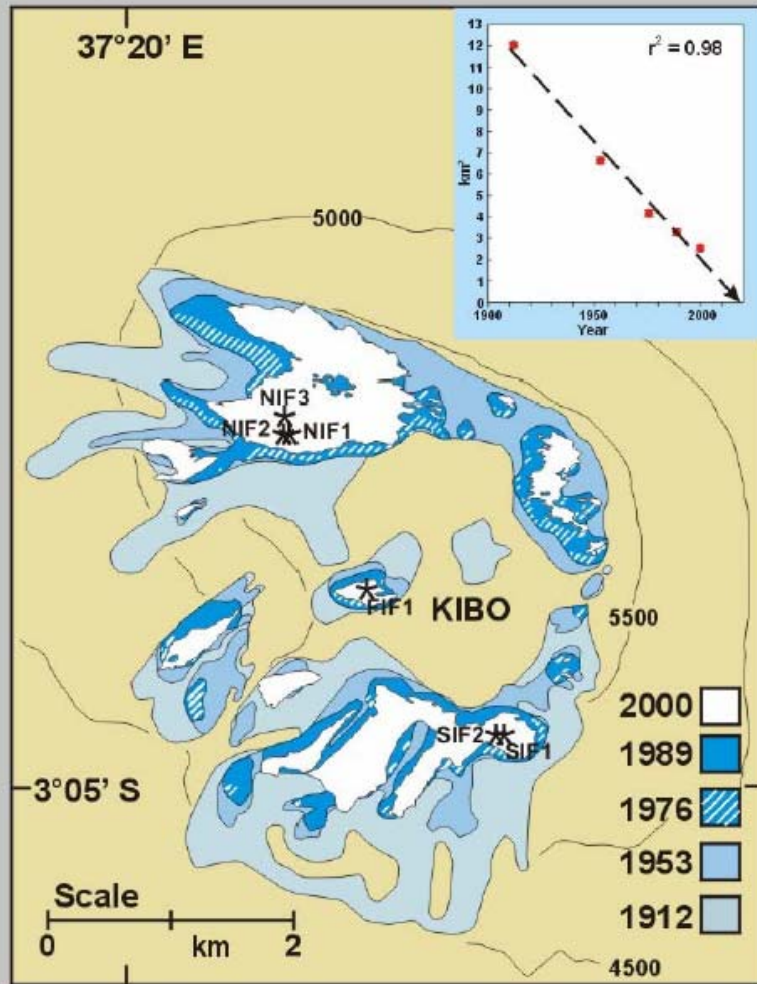 37°20' E
13
12
11
10
9
8
7
6
5
4
3
2
1
0
km²
r² = 0.98
1900
1950
2000
Year
5000
NIF3
NIF2
NIF1
FIF1
KIBO
5500
SIF2
SIF1
3°05' S
2000
1989
1976
1953
1912
Scale
0
km
2
4500